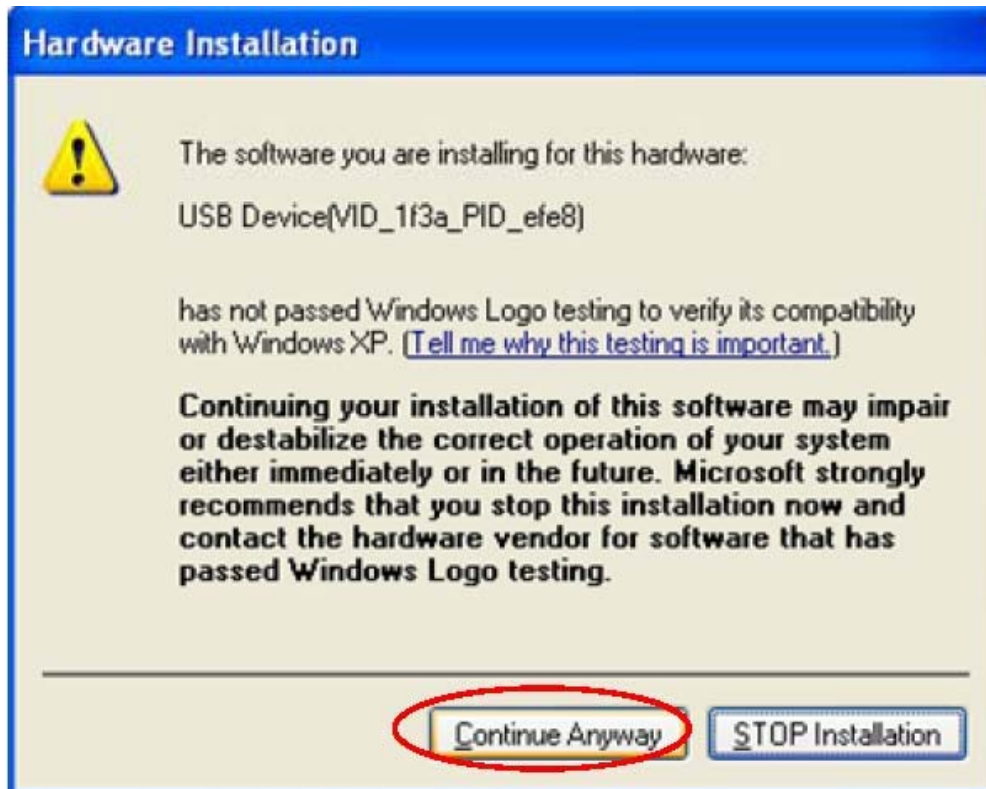 Hardware Installation
The software you are installing for this hardware:
USB Device(VID_1f3a_PID_efe8)
has not passed Windows Logo testing to verify its compatibility
with Windows XP. (Tell me why this testing is important.)
Continuing your installation of this software may impair
or destabilize the correct operation of your system
either immediately or in the future. Microsoft strongly
recommends that you stop this installation now and
contact the hardware vendor for software that has
passed Windows Logo testing.
Continue Anyway
STOP Installation